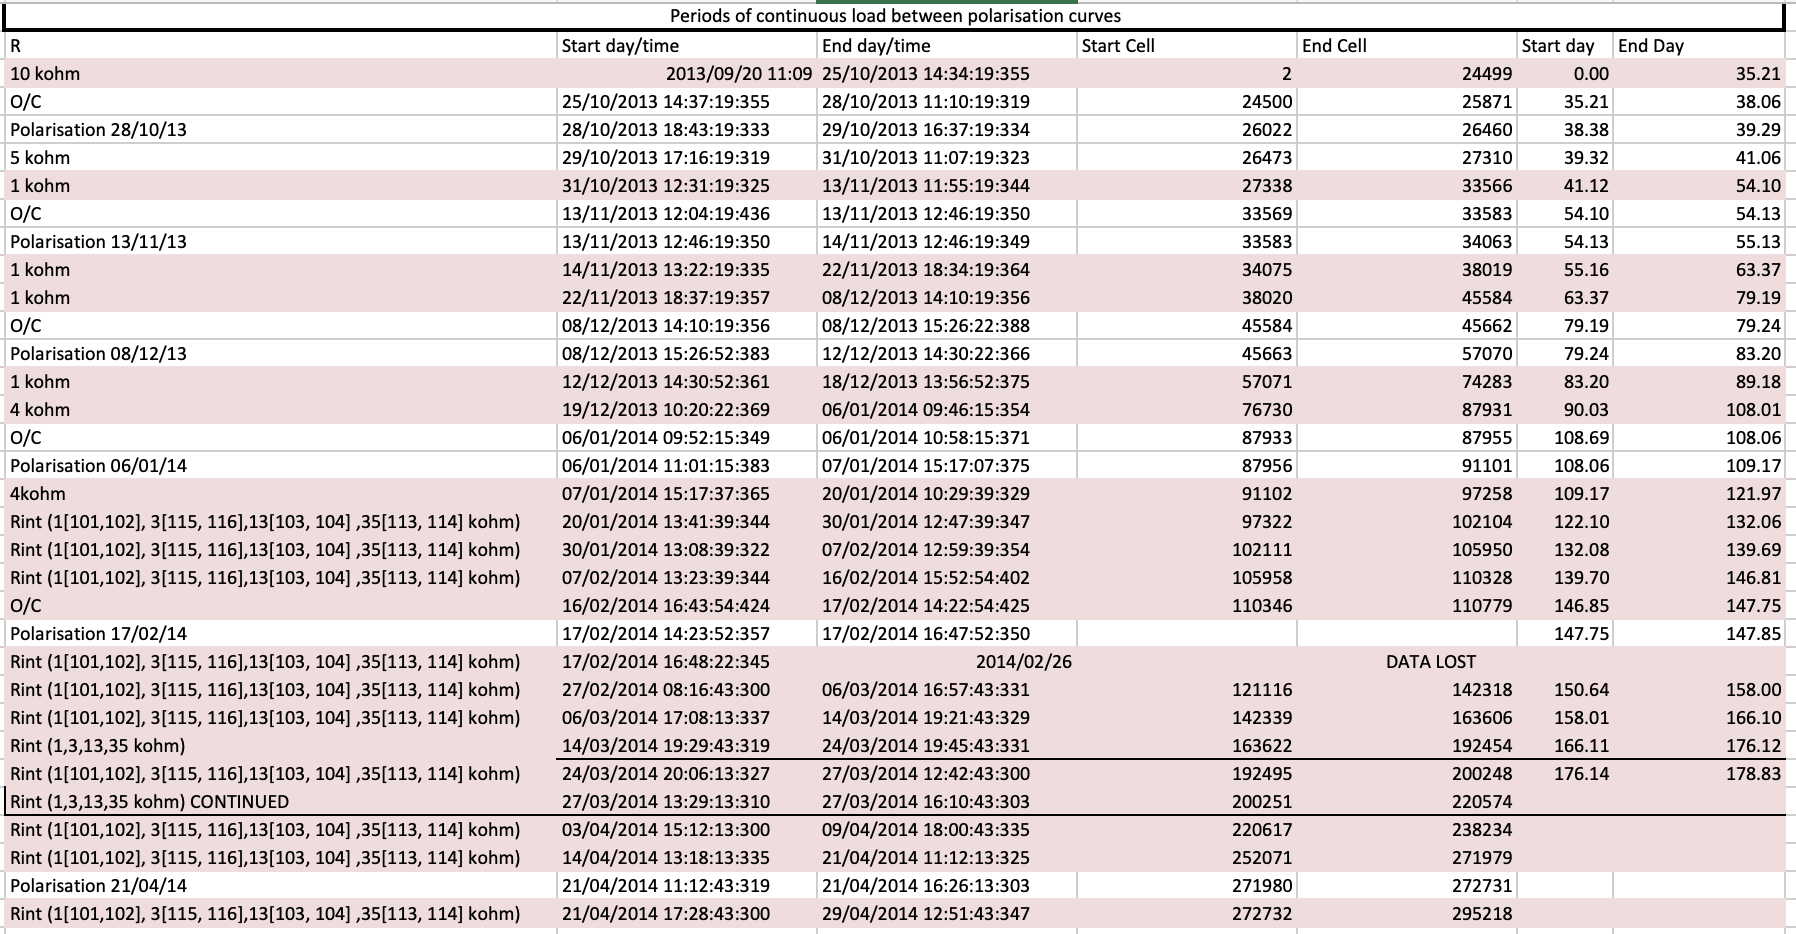 Periods of continuous load between polarisation curves
R Start day/time End day/time Start Cell End Cell Start day End Day
10 kohm 2013/09/20 11:09 25/10/2013 14:34:19:355 2 24499 0.00 35.21
O/C 25/10/2013 14:37:19:355 28/10/2013 11:10:19:319 24500 25871 35.21 38.06
Polarisation 28/10/13 28/10/2013 18:43:19:333 29/10/2013 16:37:19:334 26022 26460 38.38 39.29
5 kohm 29/10/2013 17:16:19:319 31/10/2013 11:07:19:323 26473 27310 39.32 41.06
1 kohm 31/10/2013 12:31:19:325 13/11/2013 11:55:19:344 27338 33566 41.12 54.10
O/C 13/11/2013 12:04:19:436 13/11/2013 12:46:19:350 33569 33583 54.10 54.13
Polarisation 13/11/13 13/11/2013 12:46:19:350 14/11/2013 12:46:19:349 33583 34063 54.13 55.13
1 kohm 14/11/2013 13:22:19:335 22/11/2013 18:34:19:364 34075 38019 55.16 63.37
1 kohm 22/11/2013 18:37:19:357 08/12/2013 14:10:19:356 38020 45584 63.37 79.19
O/C 08/12/2013 14:10:19:356 08/12/2013 15:26:22:388 45584 45662 79.19 79.24
Polarisation 08/12/13 08/12/2013 15:26:52:383 12/12/2013 14:30:22:366 45663 57070 79.24 83.20
1 kohm 12/12/2013 14:30:52:361 18/12/2013 13:56:52:375 57071 74283 83.20 89.18
4 kohm 19/12/2013 10:20:22:369 06/01/2014 09:46:15:354 76730 87931 90.03 108.01
O/C 06/01/2014 09:52:15:349 06/01/2014 10:58:15:371 87933 87955 108.69 108.06
Polarisation 06/01/14 06/01/2014 11:01:15:383 07/01/2014 15:17:07:375 87956 91101 108.06 109.17
4kohm 07/01/2014 15:17:37:365 20/01/2014 10:29:39:329 91102 97258 109.17 121.97
Rint (1[101,102], 3[115, 116],13[103, 104] ,35[113, 114] kohm) 20/01/2014 13:41:39:344 30/01/2014 12:47:39:347 97322 102104 122.10 132.06
Rint (1[101,102], 3[115, 116],13[103, 104] ,35[113, 114] kohm) 30/01/2014 13:08:39:322 07/02/2014 12:59:39:354 102111 105950 132.08 139.69
Rint (1[101,102], 3[115, 116],13[103, 104] ,35[113, 114] kohm) 07/02/2014 13:23:39:344 16/02/2014 15:52:54:402 105958 110328 139.70 146.81
O/C 16/02/2014 16:43:54:424 17/02/2014 14:22:54:425 110346 110779 146.85 147.75
Polarisation 17/02/14 17/02/2014 14:23:52:357 17/02/2014 16:47:52:350 147.75 147.85
Rint (1[101,102], 3[115, 116],13[103, 104] ,35[113, 114] kohm) 17/02/2014 16:48:22:345 2014/02/26 DATA LOST
Rint (1[101,102], 3[115, 116],13[103, 104] ,35[113, 114] kohm) 27/02/2014 08:16:43:300 06/03/2014 16:57:43:331 121116 142318 150.64 158.00
Rint (1[101,102], 3[115, 116],13[103, 104] ,35[113, 114] kohm) 06/03/2014 17:08:13:337 14/03/2014 19:21:43:329 142339 163606 158.01 166.10
Rint (1,3,13,35 kohm) 14/03/2014 19:29:43:319 24/03/2014 19:45:43:331 163622 192454 166.11 176.12
Rint (1[101,102], 3[115, 116],13[103, 104] ,35[113, 114] kohm) 24/03/2014 20:06:13:327 27/03/2014 12:42:43:300 192495 200248 176.14 178.83
Rint (1,3,13,35 kohm) CONTINUED 27/03/2014 13:29:13:310 27/03/2014 16:10:43:303 200251 220574
Rint (1[101,102], 3[115, 116],13[103, 104] ,35[113, 114] kohm) 03/04/2014 15:12:13:300 09/04/2014 18:00:43:335 220617 238234
Rint (1[101,102], 3[115, 116],13[103, 104] ,35[113, 114] kohm) 14/04/2014 13:18:13:335 21/04/2014 11:12:13:325 252071 271979
Polarisation 21/04/14 21/04/2014 11:12:43:319 21/04/2014 16:26:13:303 271980 272731
Rint (1[101,102], 3[115, 116],13[103, 104] ,35[113, 114] kohm) 21/04/2014 17:28:43:300 29/04/2014 12:51:43:347 272732 295218